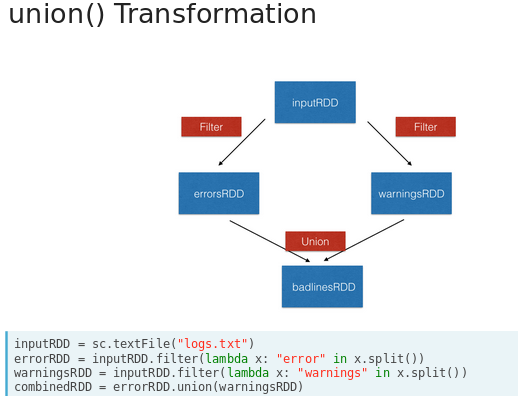 union() Transformation
inputRDD
Filter
Filter
errorsRDD
warningsRDD
Union
badlinesRDD
inputRDD = sc.textFile("logs.txt")
errorRDD = inputRDD.filter(lambda x: "error" in x.split())
warningsRDD = inputRDD.filter(lambda x: "warnings" in x.split())
combinedRDD = errorRDD.union(warningsRDD)